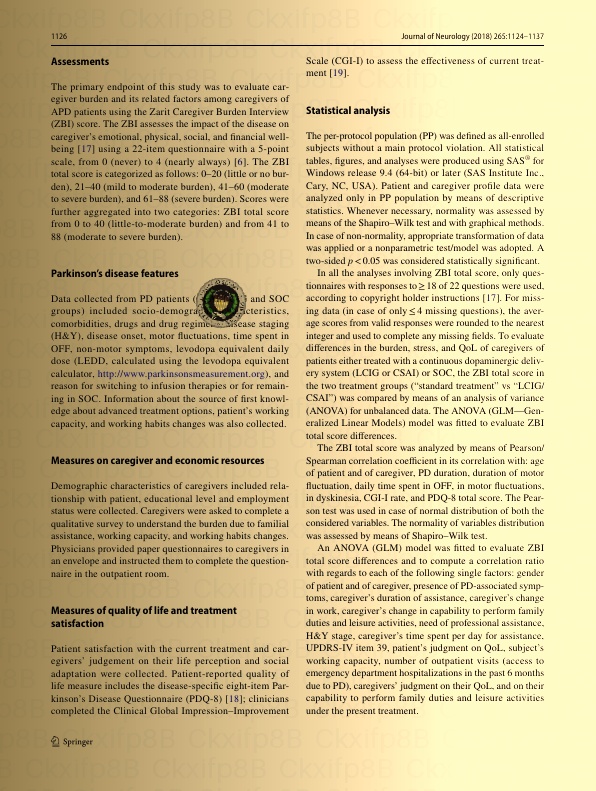 1126
Journal of Neurology (2018) 265:1124–1137
Assessments
The primary endpoint of this study was to evaluate car-
egiver burden and its related factors among caregivers of
APD patients using the Zarit Caregiver Burden Interview
(ZBI) score. The ZBI assesses the impact of the disease on
caregiver's emotional, physical, social, and financial well-
being [17] using a 22-item questionnaire with a 5-point
scale, from 0 (never) to 4 (nearly always) [6]. The ZBI
total score is categorized as follows: 0–20 (little or no bur-
den), 21–40 (mild to moderate burden), 41–60 (moderate
to severe burden), and 61–88 (severe burden). Scores were
further aggregated into two categories: ZBI total score
from 0 to 40 (little-to-moderate burden) and from 41 to
88 (moderate to severe burden).
Parkinson's disease features
Data collected from PD patients ( and SOC
groups) included socio-demogra cteristics,
comorbidities, drugs and drug regime isease staging
(H&Y), disease onset, motor fluctuations, time spent in
OFF, non-motor symptoms, levodopa equivalent daily
dose (LEDD, calculated using the levodopa equivalent
calculator, http://www.parkinsonsmeasurement.org), and
reason for switching to infusion therapies or for remain-
ing in SOC. Information about the source of first knowl-
edge about advanced treatment options, patient's working
capacity, and working habits changes was also collected.
Measures on caregiver and economic resources
Demographic characteristics of caregivers included rela-
tionship with patient, educational level and employment
status were collected. Caregivers were asked to complete a
qualitative survey to understand the burden due to familial
assistance, working capacity, and working habits changes.
Physicians provided paper questionnaires to caregivers in
an envelope and instructed them to complete the question-
naire in the outpatient room.
Measures of quality of life and treatment
satisfaction
Patient satisfaction with the current treatment and car-
egivers' judgement on their life perception and social
adaptation were collected. Patient-reported quality of
life measure includes the disease-specific eight-item Par-
kinson's Disease Questionnaire (PDQ-8) [18]; clinicians
completed the Clinical Global Impression–Improvement
Scale (CGI-I) to assess the effectiveness of current treat-
ment [19].
Statistical analysis
The per-protocol population (PP) was defined as all-enrolled
subjects without a main protocol violation. All statistical
tables, figures, and analyses were produced using SAS® for
Windows release 9.4 (64-bit) or later (SAS Institute Inc.,
Cary, NC, USA). Patient and caregiver profile data were
analyzed only in PP population by means of descriptive
statistics. Whenever necessary, normality was assessed by
means of the Shapiro–Wilk test and with graphical methods.
In case of non-normality, appropriate transformation of data
was applied or a nonparametric test/model was adopted. A
two-sided p < 0.05 was considered statistically significant.
In all the analyses involving ZBI total score, only ques-
tionnaires with responses to ≥ 18 of 22 questions were used,
according to copyright holder instructions [17]. For miss-
ing data (in case of only ≤ 4 missing questions), the aver-
age scores from valid responses were rounded to the nearest
integer and used to complete any missing fields. To evaluate
differences in the burden, stress, and QoL of caregivers of
patients either treated with a continuous dopaminergic deliv-
ery system (LCIG or CSAI) or SOC, the ZBI total score in
the two treatment groups ("standard treatment" vs "LCIG/
CSAI") was compared by means of an analysis of variance
(ANOVA) for unbalanced data. The ANOVA (GLM—Gen-
eralized Linear Models) model was fitted to evaluate ZBI
total score differences.
The ZBI total score was analyzed by means of Pearson/
Spearman correlation coefficient in its correlation with: age
of patient and of caregiver, PD duration, duration of motor
fluctuation, daily time spent in OFF, in motor fluctuations,
in dyskinesia, CGI-I rate, and PDQ-8 total score. The Pear-
son test was used in case of normal distribution of both the
considered variables. The normality of variables distribution
was assessed by means of Shapiro–Wilk test.
An ANOVA (GLM) model was fitted to evaluate ZBI
total score differences and to compute a correlation ratio
with regards to each of the following single factors: gender
of patient and of caregiver, presence of PD-associated symp-
toms, caregiver's duration of assistance, caregiver's change
in work, caregiver's change in capability to perform family
duties and leisure activities, need of professional assistance,
H&Y stage, caregiver's time spent per day for assistance,
UPDRS-IV item 39, patient's judgment on QoL, subject's
working capacity, number of outpatient visits (access to
emergency department hospitalizations in the past 6 months
due to PD), caregivers' judgment on their QoL, and on their
capability to perform family duties and leisure activities
under the present treatment.
Springer